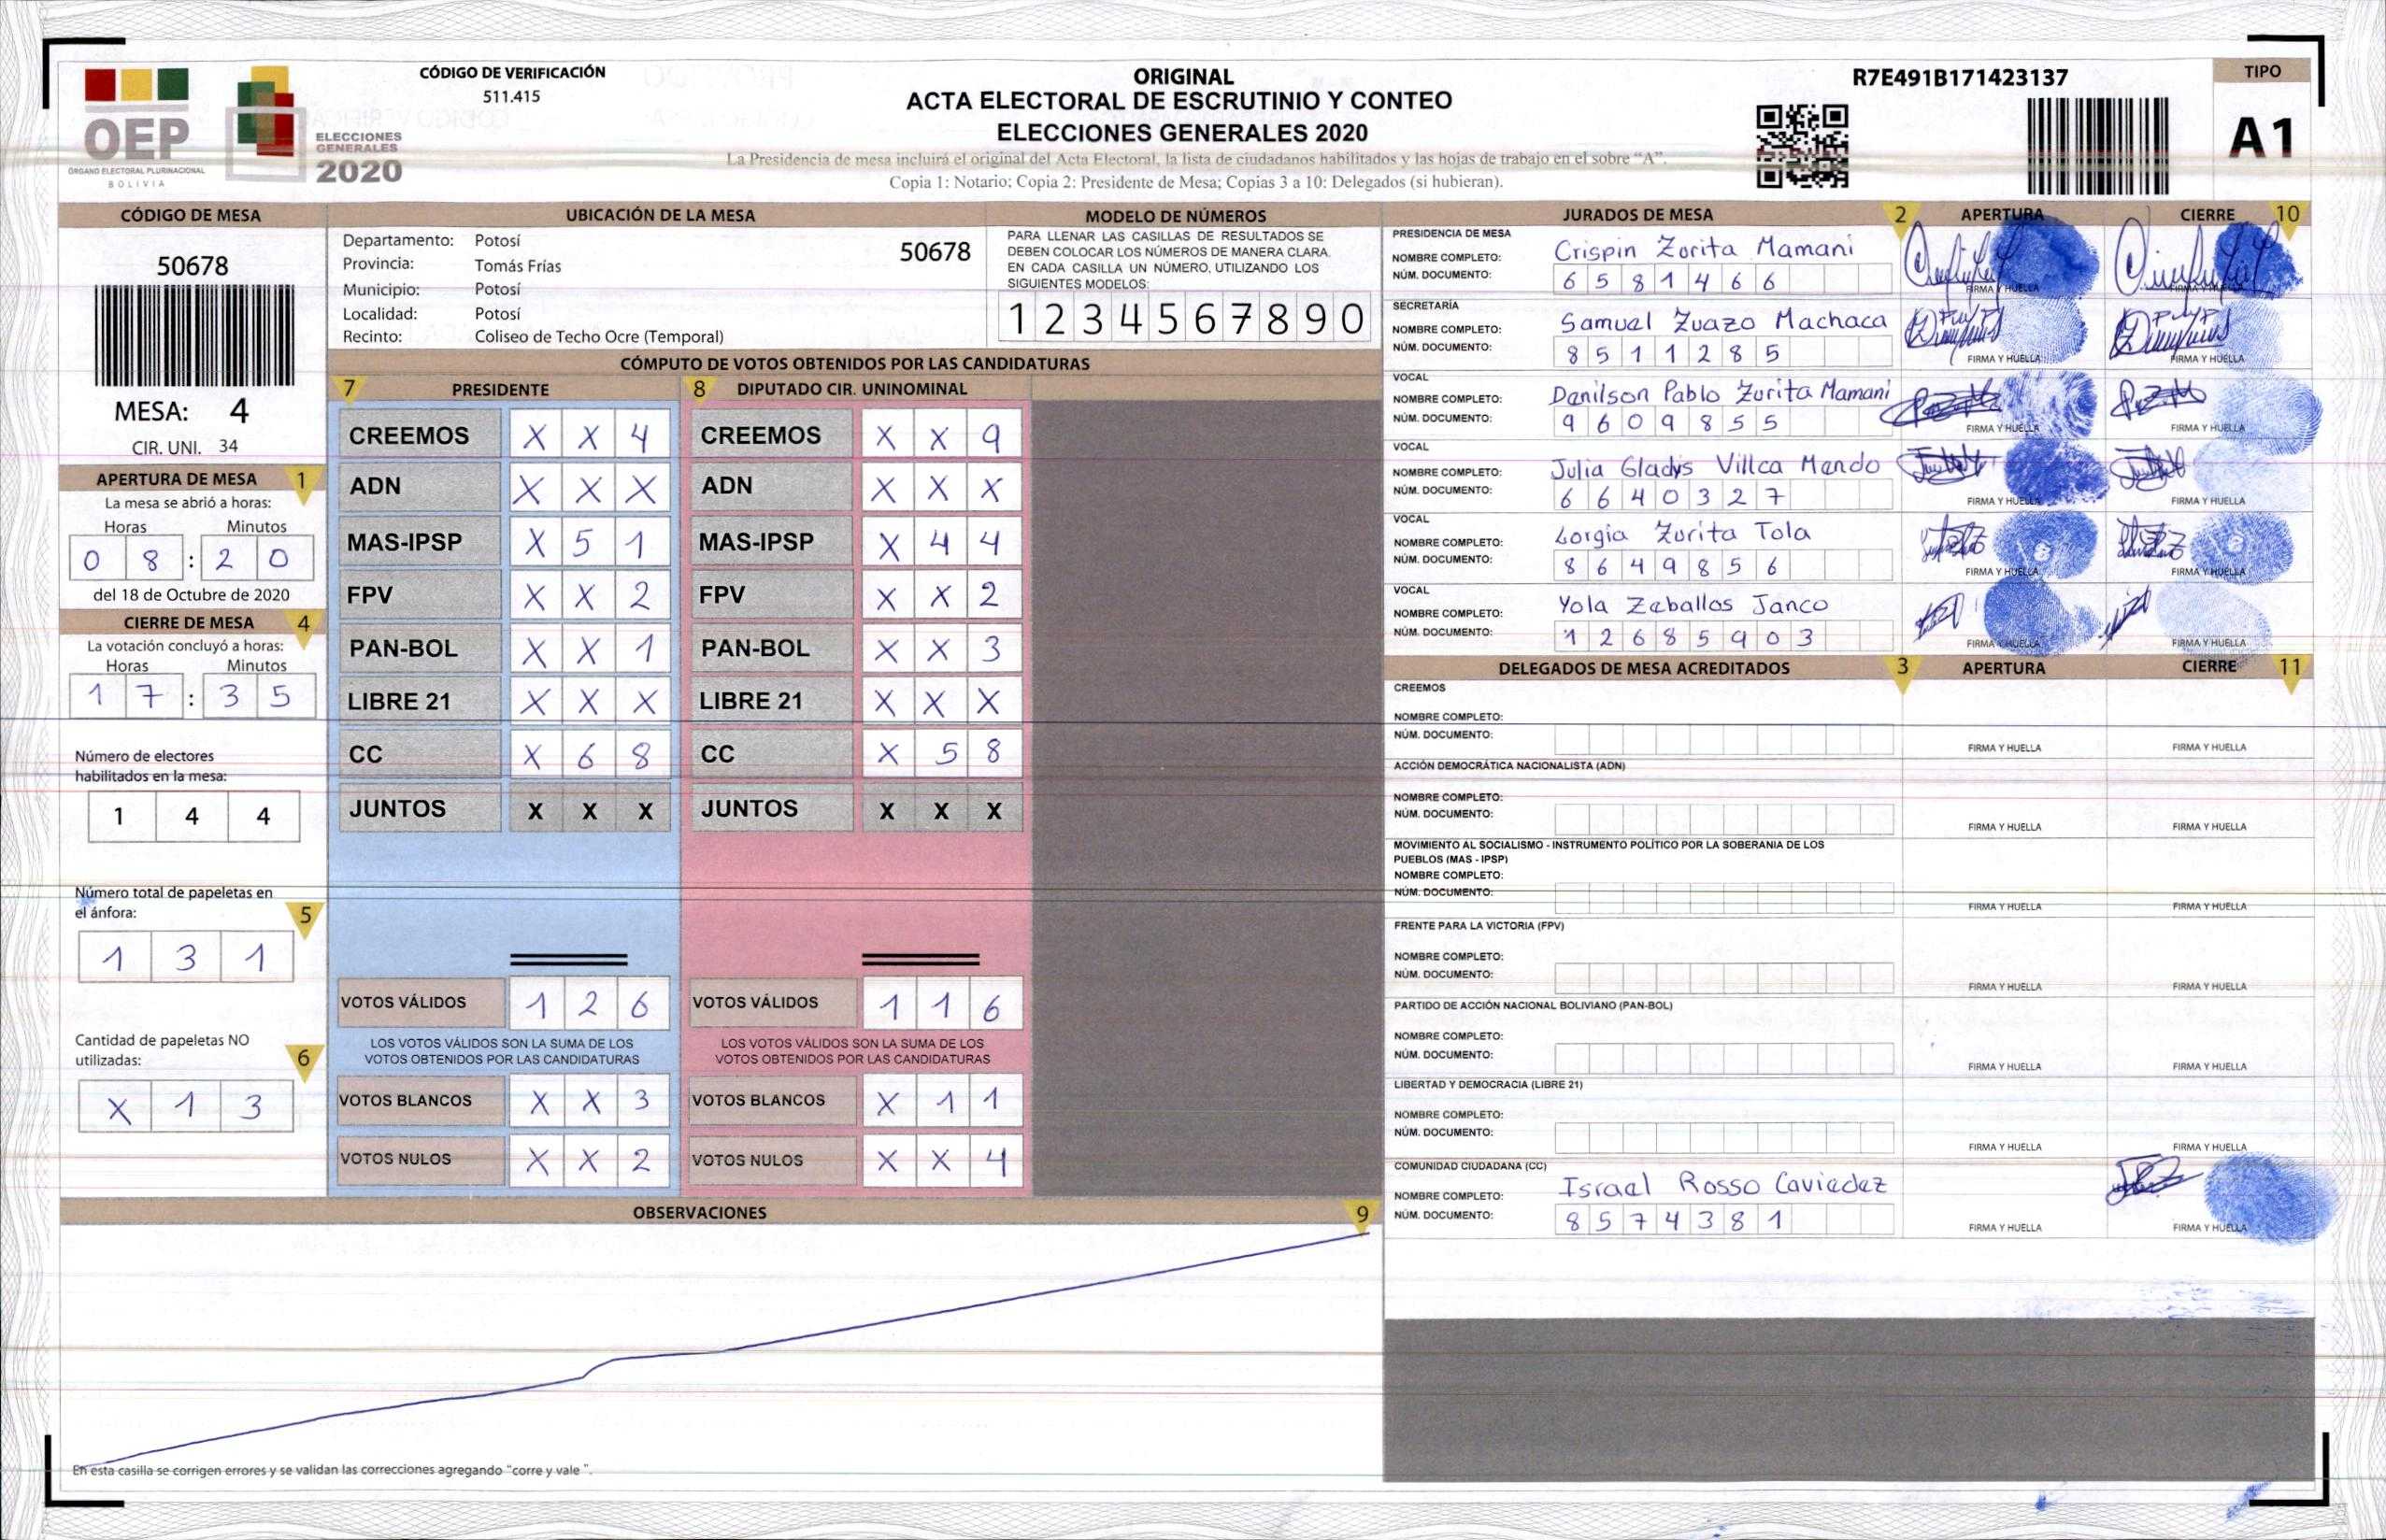 CÓDIGO DE VERIFICACIÓN
511.415
OEP
ÓRGANO ELECTORAL PLURINACIONAL
BOLIVIA
ELECCIONES
GENERALES
2020
ORIGINAL
ACTA ELECTORAL DE ESCRUTINIO Y CONTEO
ELECCIONES GENERALES 2020
La Presidencia de mesa incluirá el original del Acta Electoral, la lista de ciudadanos habilitados y las hojas de trabajo en el sobre "A".
Copia 1: Notario; Copia 2: Presidente de Mesa; Copias 3 a 10: Delegados (si hubieran).
R7E491B171423137
TIPO
A1
CÓDIGO DE MESA
50678
MESA: 4
CIR. UNI. 34
APERTURA DE MESA 1
La mesa se abrió a horas:
Horas Minutos
0 8 : 2 0
del 18 de Octubre de 2020
CIERRE DE MESA 4
La votación concluyó a horas:
Horas Minutos
1 7 : 3 5
Número de electores
habilitados en la mesa:
1 4 4
Número total de papeletas en
el ánfora: 5
1 3 1
Cantidad de papeletas NO
utilizadas: 6
X 1 3
UBICACIÓN DE LA MESA
Departamento: Potosí 50678
Provincia: Tomás Frías
Municipio: Potosí
Localidad: Potosí
Recinto: Coliseo de Techo Ocre (Temporal)
MODELO DE NÚMEROS
PARA LLENAR LAS CASILLAS DE RESULTADOS SE
DEBEN COLOCAR LOS NÚMEROS DE MANERA CLARA.
EN CADA CASILLA UN NÚMERO, UTILIZANDO LOS
SIGUIENTES MODELOS:
1 2 3 4 5 6 7 8 9 0
CÓMPUTO DE VOTOS OBTENIDOS POR LAS CANDIDATURAS
7 PRESIDENTE 8 DIPUTADO CIR. UNINOMINAL
CREEMOS X X 4 CREEMOS X X 9
ADN X X X ADN X X X
MAS-IPSP X 5 1 MAS-IPSP X 4 4
FPV X X 2 FPV X X 2
PAN-BOL X X 1 PAN-BOL X X 3
LIBRE 21 X X X LIBRE 21 X X X
CC X 6 8 CC X 5 8
JUNTOS X X X JUNTOS X X X
VOTOS VÁLIDOS 1 2 6 VOTOS VÁLIDOS 1 1 6
LOS VOTOS VÁLIDOS SON LA SUMA DE LOS LOS VOTOS VÁLIDOS SON LA SUMA DE LOS
VOTOS OBTENIDOS POR LAS CANDIDATURAS VOTOS OBTENIDOS POR LAS CANDIDATURAS
VOTOS BLANCOS X X 3 VOTOS BLANCOS X 1 1
VOTOS NULOS X X 2 VOTOS NULOS X X 4
OBSERVACIONES 9
En esta casilla se corrigen errores y se validan las correcciones agregando "corre y vale ".
JURADOS DE MESA 2 APERTURA CIERRE 10
PRESIDENCIA DE MESA
NOMBRE COMPLETO: Crispin Zorita Mamani
NÚM. DOCUMENTO: 6 5 8 1 4 6 6 FIRMA Y HUELLA FIRMA Y HUELLA
SECRETARÍA
NOMBRE COMPLETO: Samuel Zuazo Machaca
NÚM. DOCUMENTO: 8 5 1 1 2 8 5 FIRMA Y HUELLA FIRMA Y HUELLA
VOCAL
NOMBRE COMPLETO: Danilson Pablo Zurita Mamani
NÚM. DOCUMENTO: 9 6 0 9 8 5 5 FIRMA Y HUELLA FIRMA Y HUELLA
VOCAL
NOMBRE COMPLETO: Julia Gladys Villca Mando
NÚM. DOCUMENTO: 6 6 4 0 3 2 7 FIRMA Y HUELLA FIRMA Y HUELLA
VOCAL
NOMBRE COMPLETO: Lorgia Zurita Tola
NÚM. DOCUMENTO: 8 6 4 9 8 5 6 FIRMA Y HUELLA FIRMA Y HUELLA
VOCAL
NOMBRE COMPLETO: Yola Zeballos Janco
NÚM. DOCUMENTO: 1 2 6 8 5 9 0 3 FIRMA Y HUELLA FIRMA Y HUELLA
DELEGADOS DE MESA ACREDITADOS 3 APERTURA CIERRE 11
CREEMOS
NOMBRE COMPLETO:
NÚM. DOCUMENTO: FIRMA Y HUELLA FIRMA Y HUELLA
ACCIÓN DEMOCRÁTICA NACIONALISTA (ADN)
NOMBRE COMPLETO:
NÚM. DOCUMENTO: FIRMA Y HUELLA FIRMA Y HUELLA
MOVIMIENTO AL SOCIALISMO - INSTRUMENTO POLÍTICO POR LA SOBERANIA DE LOS
PUEBLOS (MAS - IPSP)
NOMBRE COMPLETO:
NÚM. DOCUMENTO: FIRMA Y HUELLA FIRMA Y HUELLA
FRENTE PARA LA VICTORIA (FPV)
NOMBRE COMPLETO:
NÚM. DOCUMENTO: FIRMA Y HUELLA FIRMA Y HUELLA
PARTIDO DE ACCIÓN NACIONAL BOLIVIANO (PAN-BOL)
NOMBRE COMPLETO:
NÚM. DOCUMENTO: FIRMA Y HUELLA FIRMA Y HUELLA
LIBERTAD Y DEMOCRACIA (LIBRE 21)
NOMBRE COMPLETO:
NÚM. DOCUMENTO: FIRMA Y HUELLA FIRMA Y HUELLA
COMUNIDAD CIUDADANA (CC)
NOMBRE COMPLETO: Israel Rosso Caviedez
NÚM. DOCUMENTO: 8 5 7 4 3 8 1 FIRMA Y HUELLA FIRMA Y HUELLA